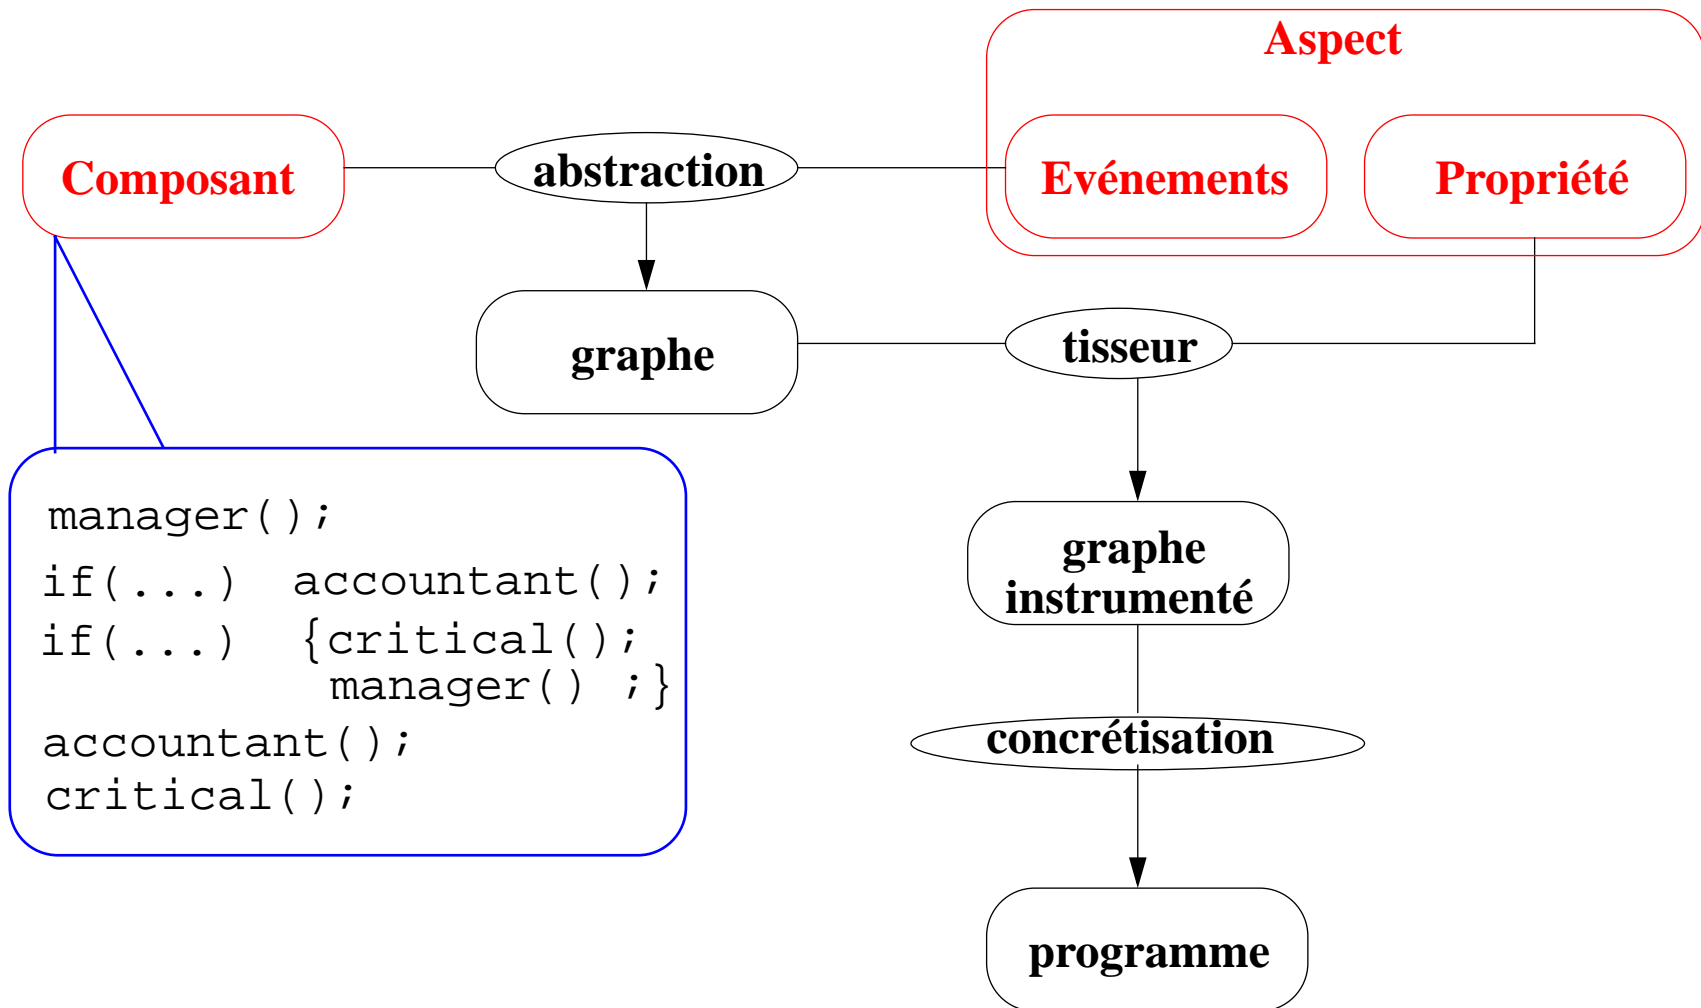 Aspect
Composant
abstraction
Evénements
Propriété
graphe
tisseur
manager();
if(...) accountant();
if(...) {critical();
manager() ;}
accountant();
critical();
graphe
instrumenté
concrétisation
programme